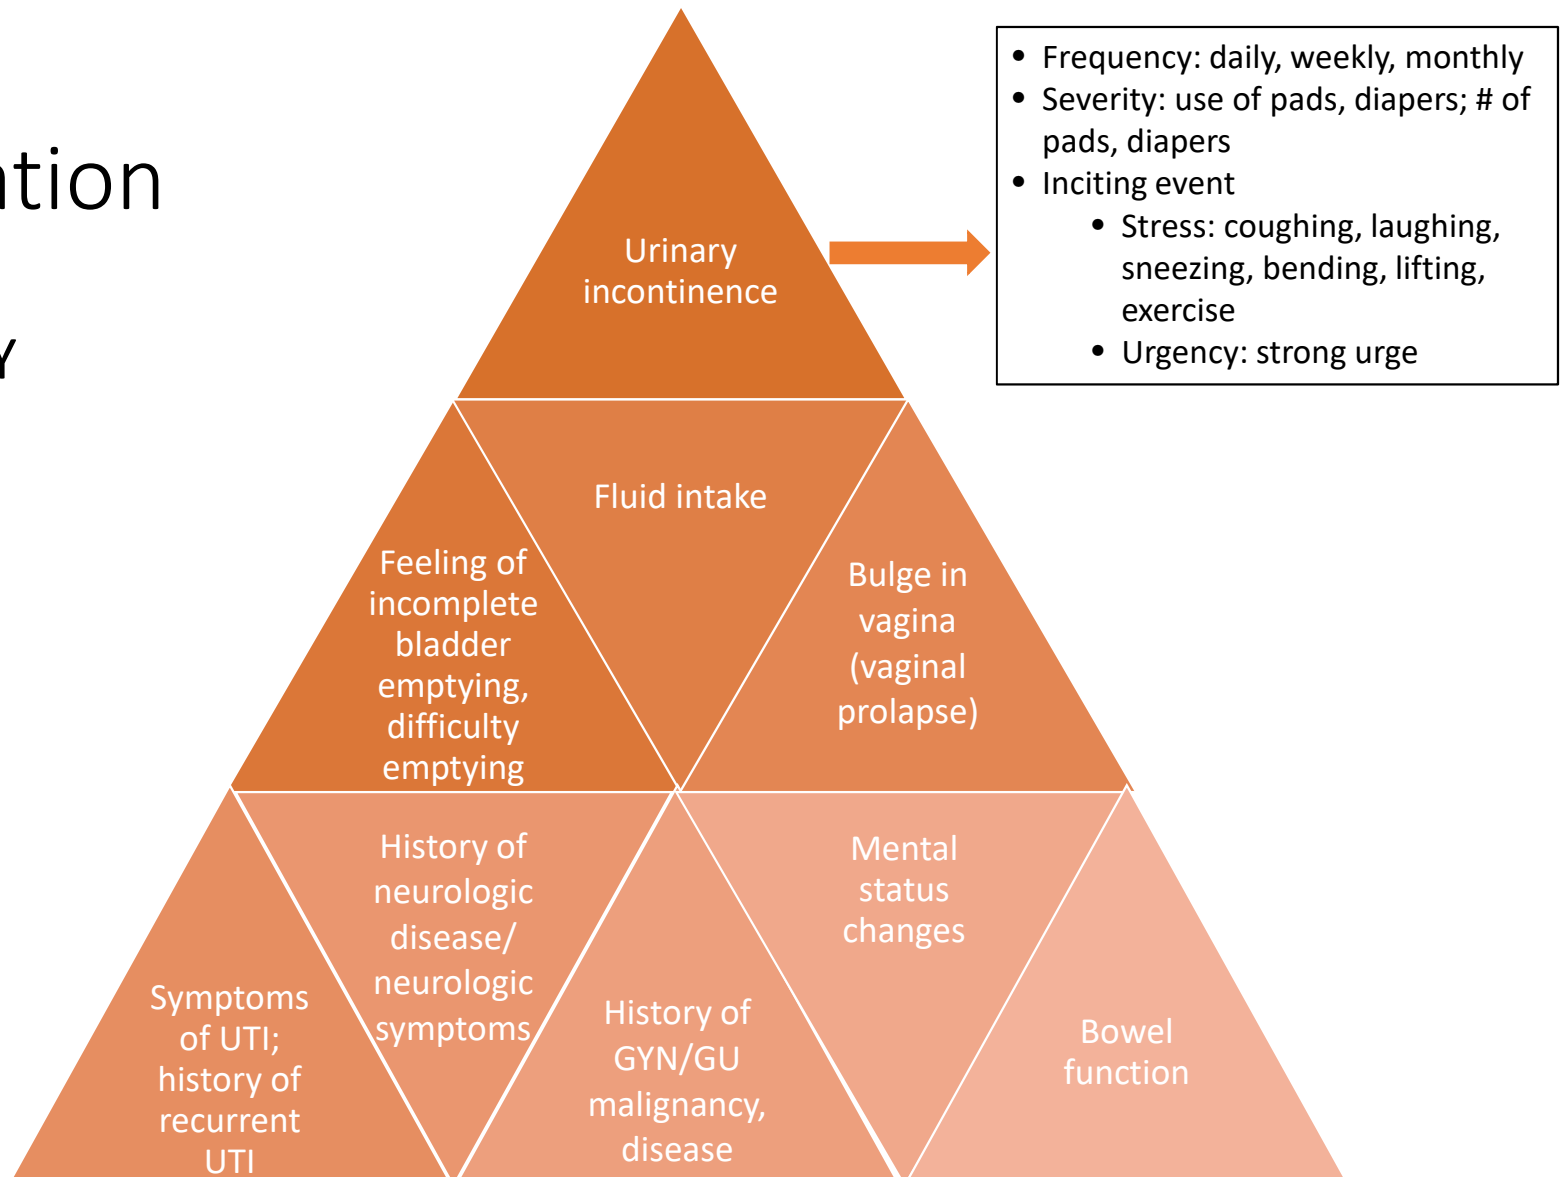 ation
Y
Urinary
incontinence
• Frequency: daily, weekly, monthly
• Severity: use of pads, diapers; # of
pads, diapers
• Inciting event
• Stress: coughing, laughing,
sneezing, bending, lifting,
exercise
• Urgency: strong urge
Fluid intake
Feeling of
incomplete
bladder
emptying,
difficulty
emptying
Bulge in
vagina
(vaginal
prolapse)
Symptoms
of UTI;
history of
recurrent
UTI
History of
neurologic
disease/
neurologic
symptoms
History of
GYN/GU
malignancy,
disease
Mental
status
changes
Bowel
function